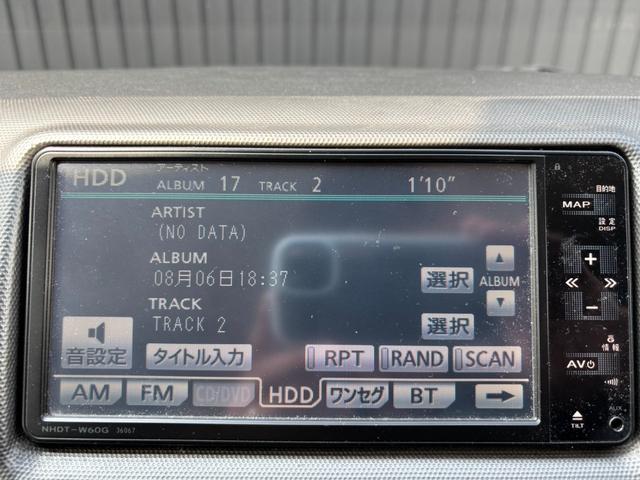 HDD
アーティスト
ALBUM 17 TRACK 2 1'10"
ARTIST
(NO DATA)
ALBUM
08月06日18:37
選択
ALBUM
TRACK
TRACK 2
選択
音設定
タイトル入力
RPT
RAND
SCAN
AM
FM
CD/DVD
HDD
ワンセグ
BT
NHDT-W60G 36067
目的地
MAP
設定
DISP
情報
AV
TILT
AUX